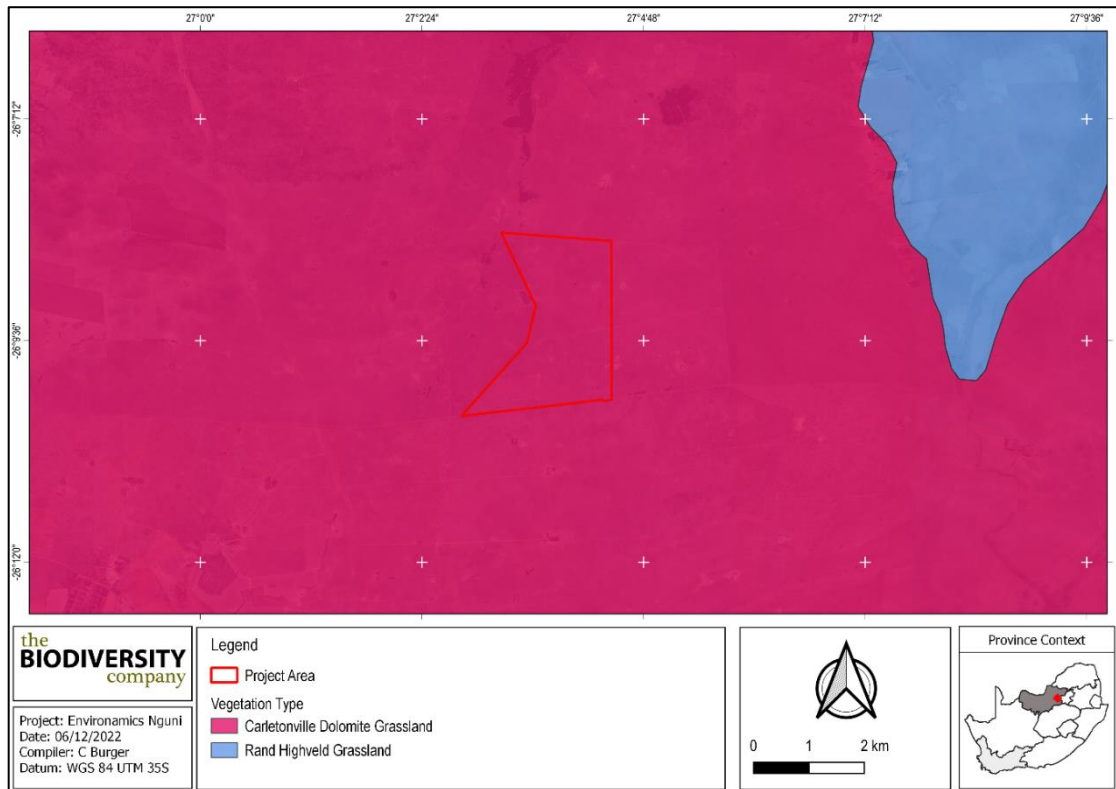 27°0'0" 27°2'24" 27°4'48" 27°7'12" 27°9'36"
-26°7'12"
-26°9'36"
-26°12'0"
the
BIODIVERSITY
company
Project: Environamics Nguni
Date: 06/12/2022
Compiler: C Burger
Datum: WGS 84 UTM 35S
Legend
Project Area
Vegetation Type
Carletonville Dolomite Grassland
Rand Highveld Grassland
0 1 2 km
Province Context